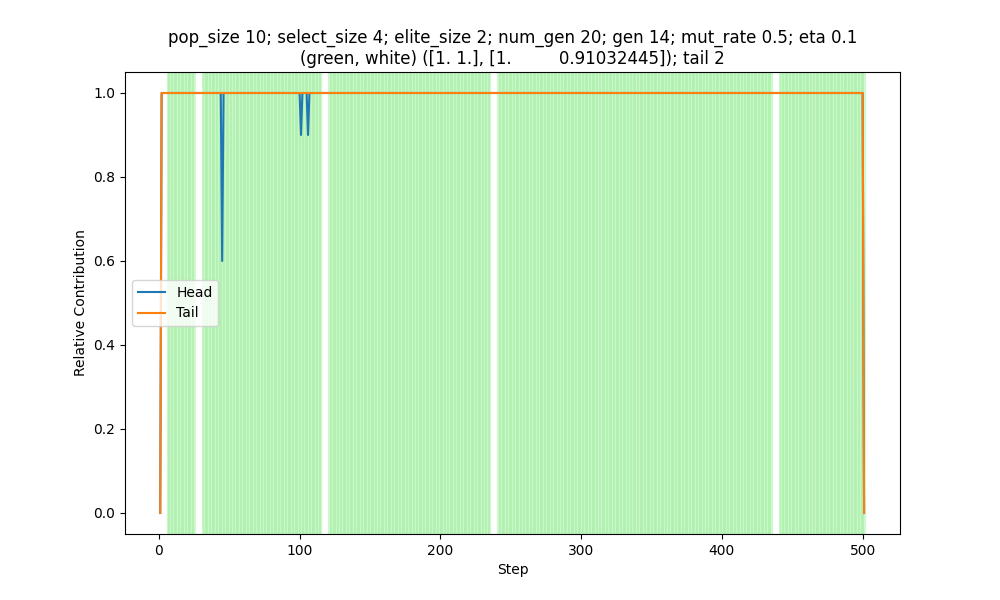 pop_size 10; select_size 4; elite_size 2; num_gen 20; gen 14; mut_rate 0.5; eta 0.1
(green, white) ([1. 1.], [1.         0.91032445]); tail 2
1.0
0.8
0.6
0.4
0.2
0.0
Relative Contribution
Head
Tail
0
100
200
300
400
500
Step